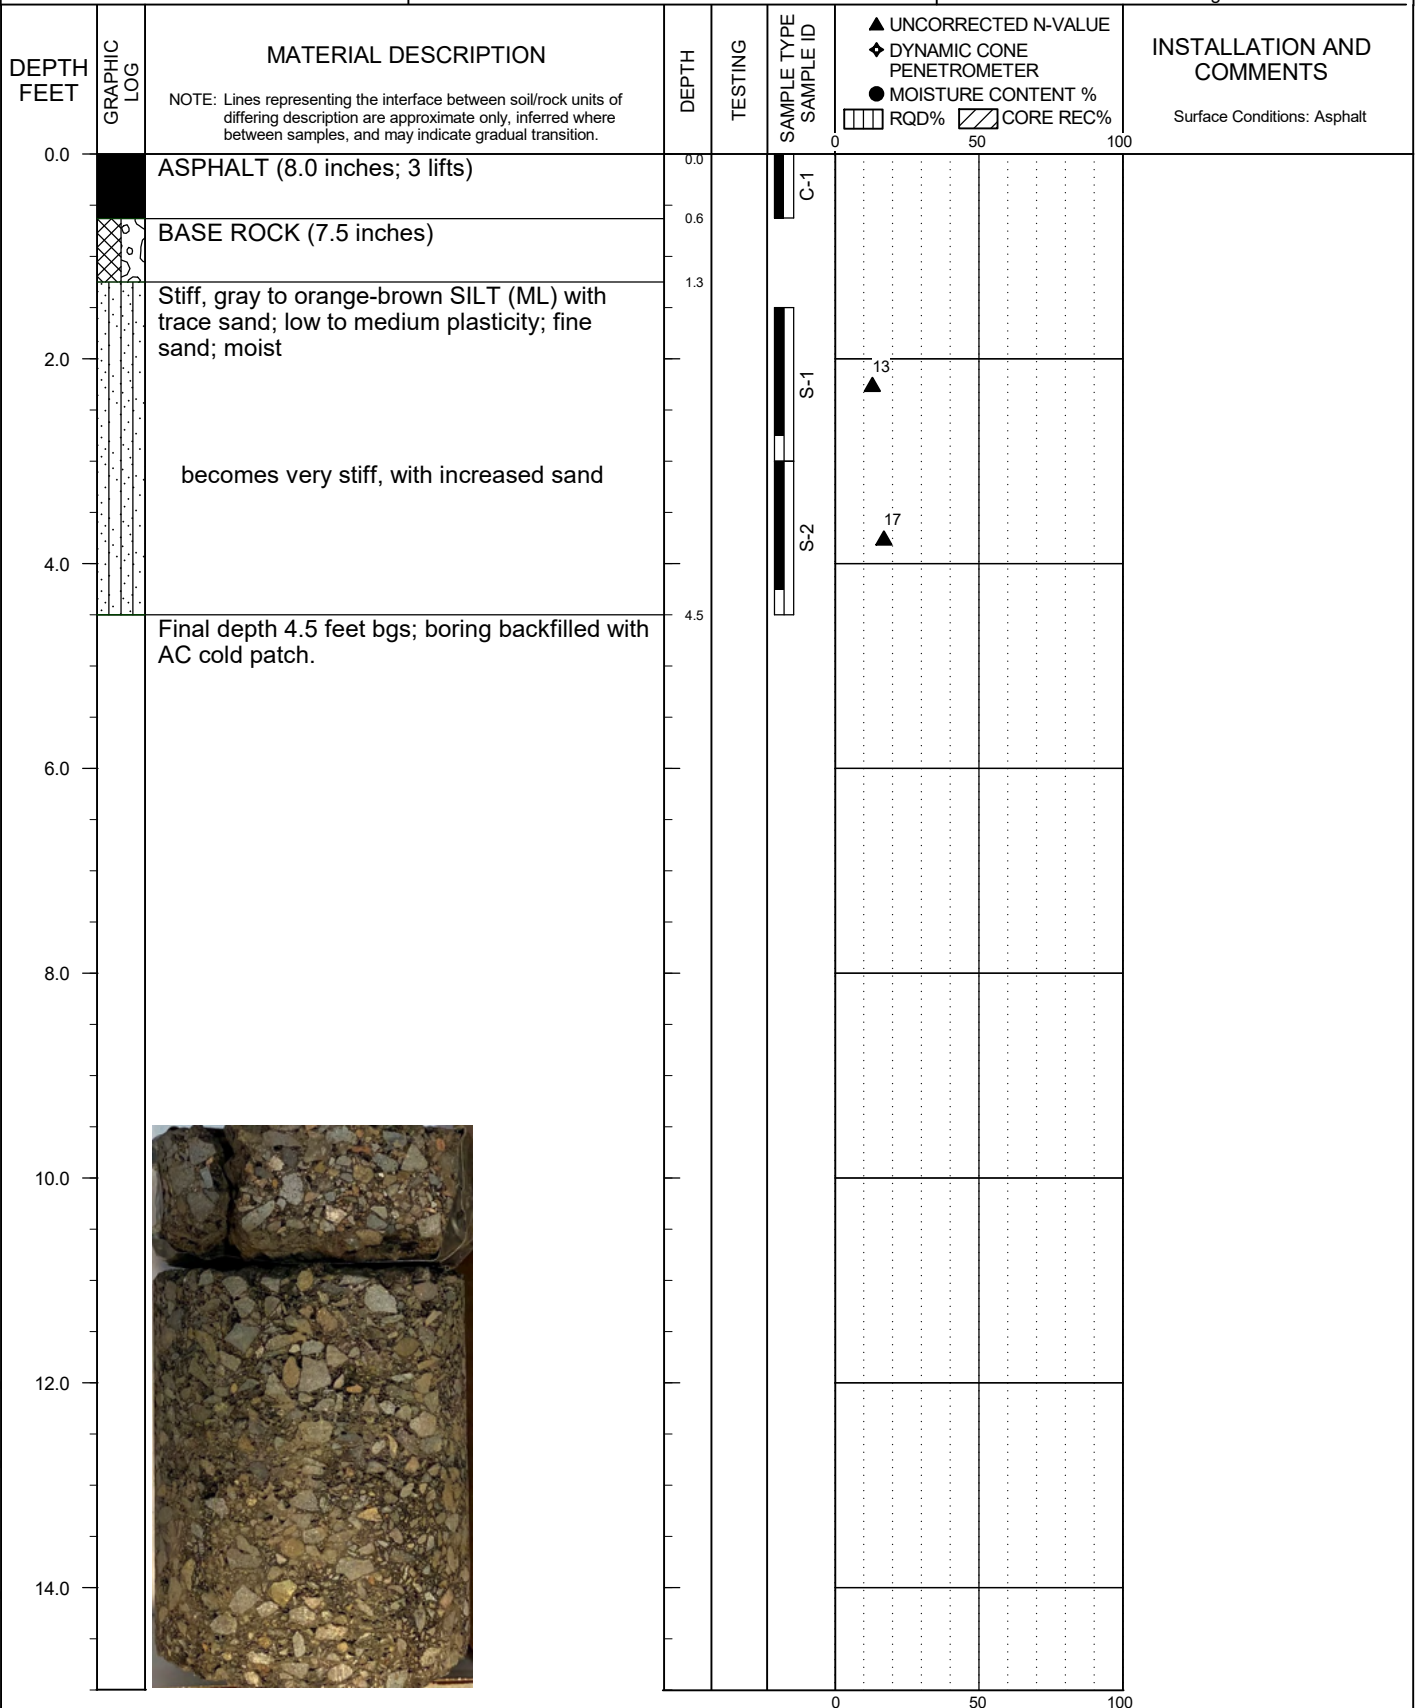 DEPTH
FEET
GRAPHIC
LOG
MATERIAL DESCRIPTION
NOTE: Lines representing the interface between soil/rock units of
differing description are approximate only, inferred where
between samples, and may indicate gradual transition.
DEPTH
TESTING
SAMPLE TYPE
SAMPLE ID
UNCORRECTED N-VALUE
DYNAMIC CONE
PENETROMETER
MOISTURE CONTENT %
RQD% CORE REC%
0 50 100
INSTALLATION AND
COMMENTS
Surface Conditions: Asphalt
0.0
ASPHALT (8.0 inches; 3 lifts)
0.0
C-1
0.6
BASE ROCK (7.5 inches)
1.3
Stiff, gray to orange-brown SILT (ML) with
trace sand; low to medium plasticity; fine
sand; moist
2.0
S-1
13
becomes very stiff, with increased sand
S-2
17
4.0
4.5
Final depth 4.5 feet bgs; boring backfilled with
AC cold patch.
6.0
8.0
10.0
12.0
14.0
0 50 100